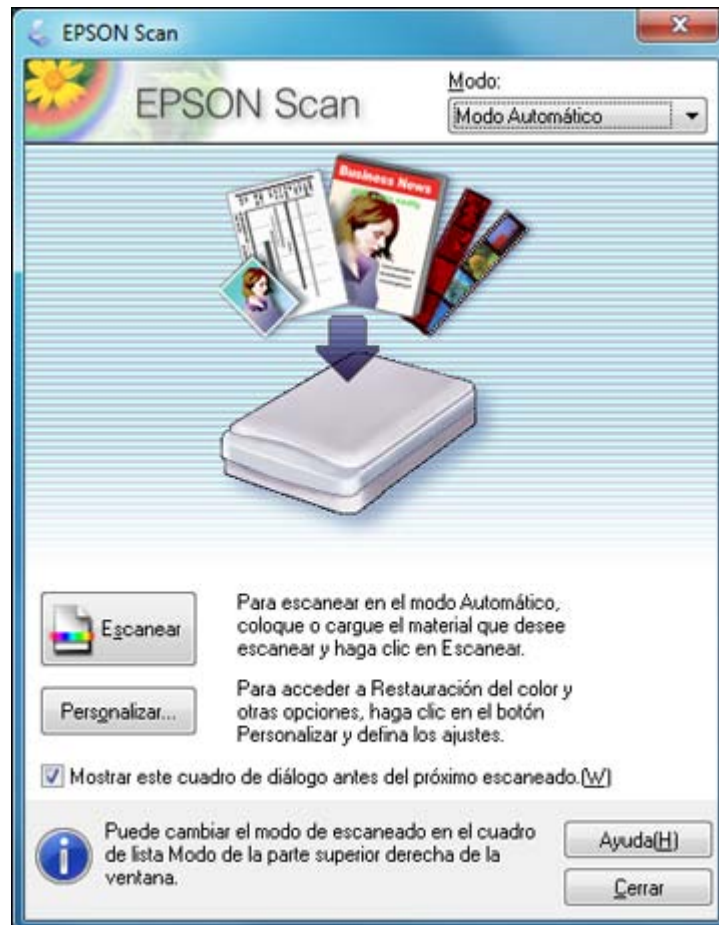 EPSON Scan
EPSON Scan
Modo:
Modo Automático
Business News
Escanear
Para escanear en el modo Automático,
coloque o cargue el material que desee
escanear y haga clic en Escanear.
Personalizar...
Para acceder a Restauración del color y
otras opciones, haga clic en el botón
Personalizar y defina los ajustes.
Mostrar este cuadro de diálogo antes del próximo escaneado.(W)
Puede cambiar el modo de escaneado en el cuadro
de lista Modo de la parte superior derecha de la
ventana.
Ayuda(H)
Cerrar